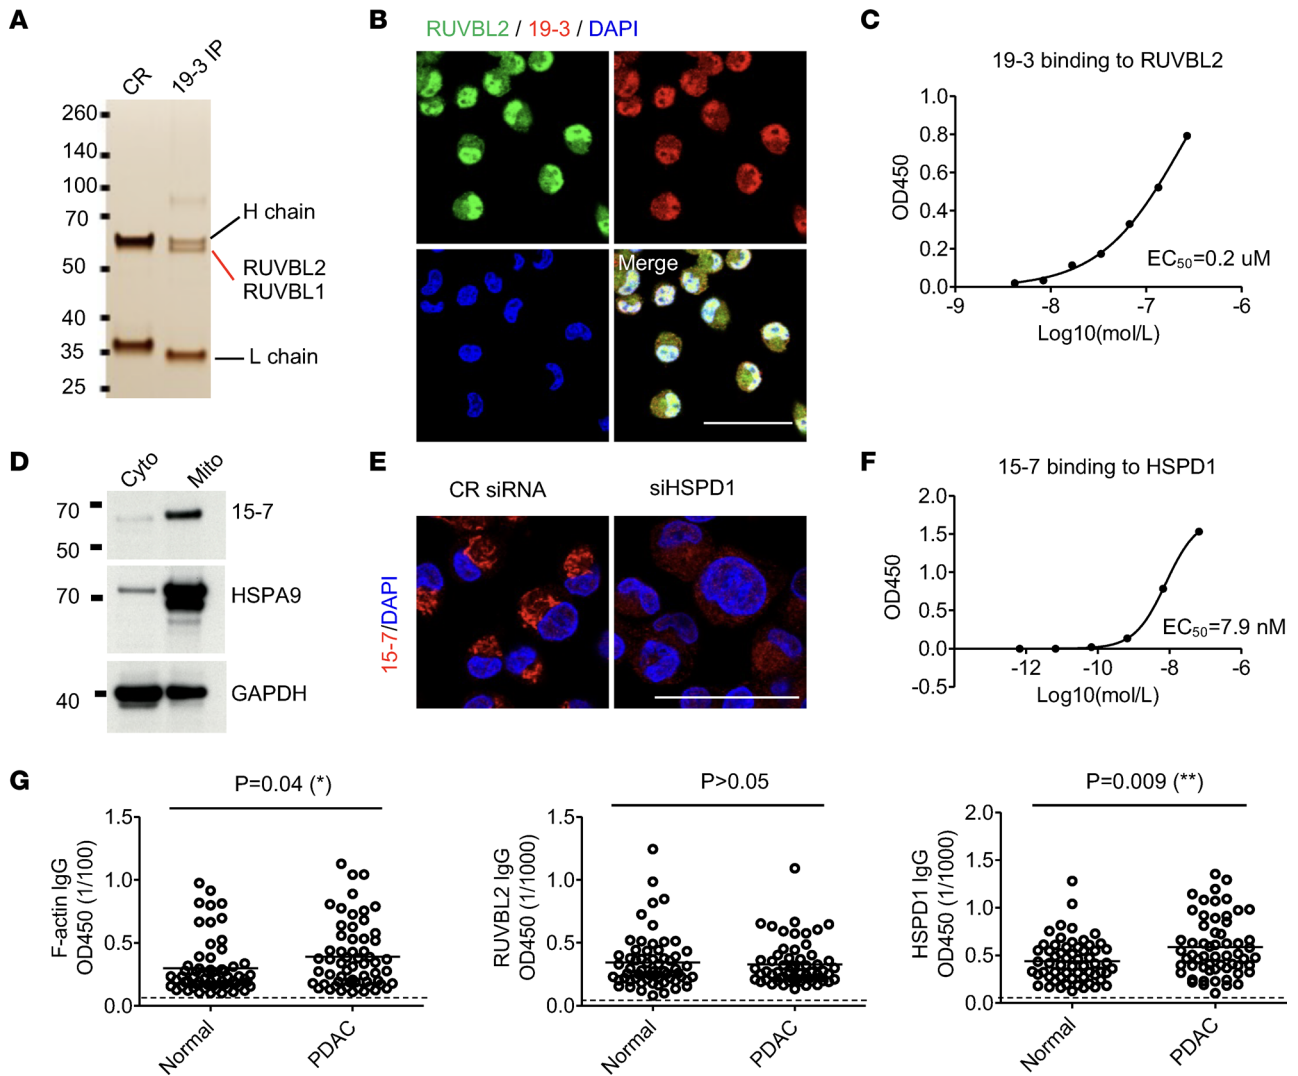 A
CR
19-3 IP
260
140
100
70
50
40
35
25
H chain
RUVBL2
RUVBL1
L chain
B
RUVBL2 / 19-3 / DAPI
Merge
C
19-3 binding to RUVBL2
OD450
1.0
0.8
0.6
0.4
0.2
0.0
EC50=0.2 uM
-9
-8
-7
-6
Log10(mol/L)
D
Cyto
Mito
70
50
15-7
70
HSPA9
40
GAPDH
E
CR siRNA
siHSPD1
15-7/DAPI
F
15-7 binding to HSPD1
OD450
2.0
1.5
1.0
0.5
0.0
-0.5
EC50=7.9 nM
-12
-10
-8
-6
Log10(mol/L)
G
P=0.04 (*)
F-actin IgG
OD450 (1/100)
1.5
1.0
0.5
0.0
Normal
PDAC
P>0.05
RUVBL2 IgG
OD450 (1/1000)
1.5
1.0
0.5
0.0
Normal
PDAC
P=0.009 (**)
HSPD1 IgG
OD450 (1/1000)
2.0
1.5
1.0
0.5
0.0
Normal
PDAC